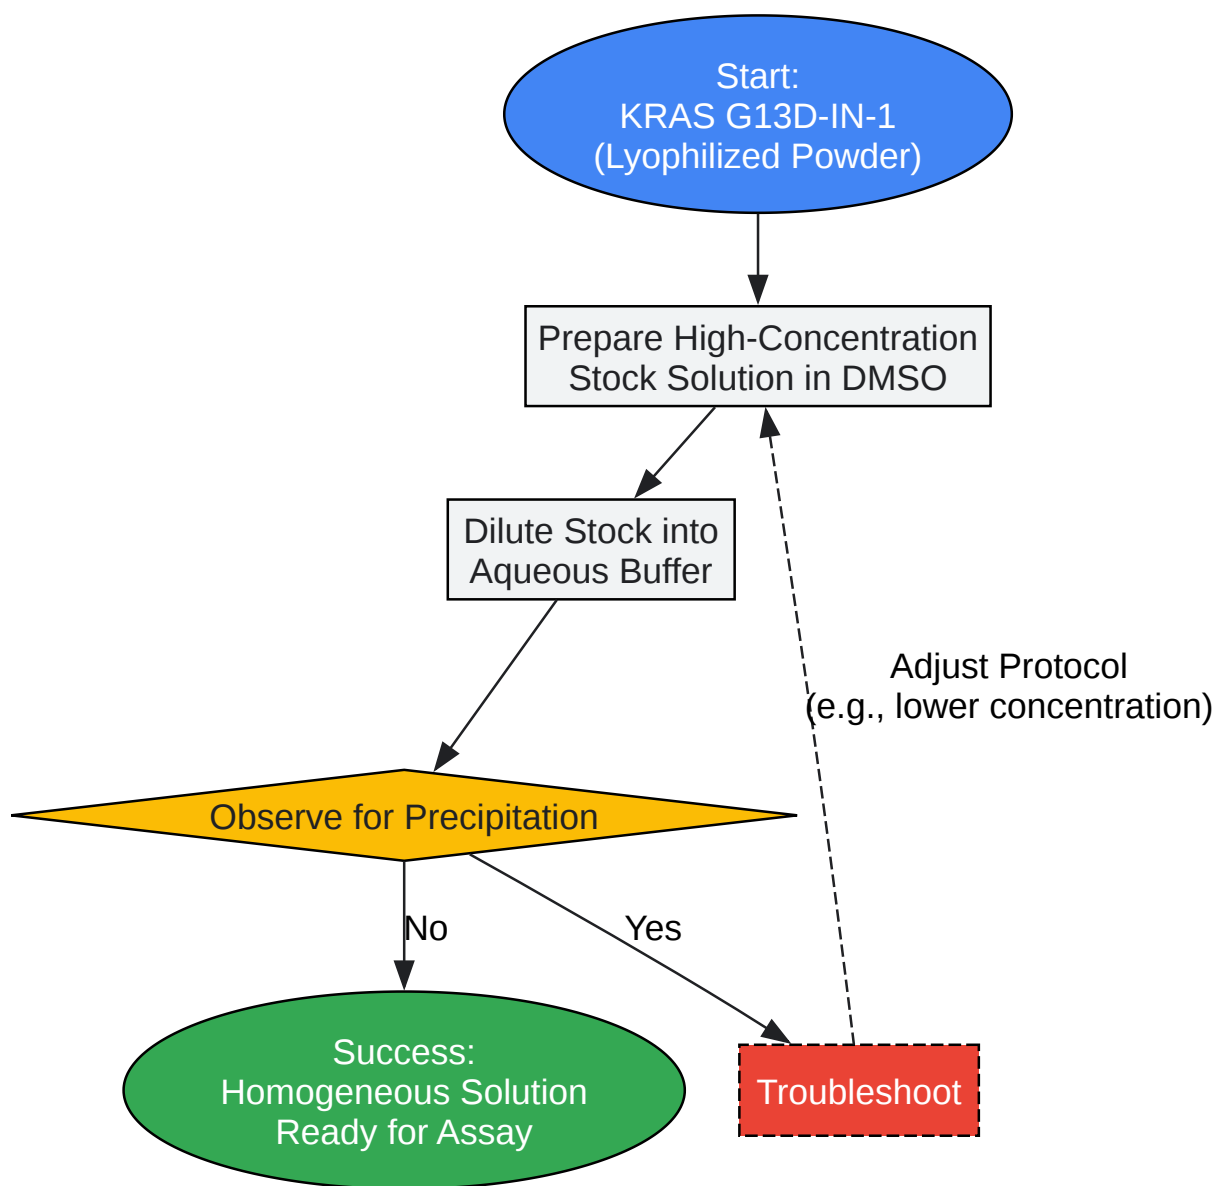 Start:
KRAS G13D-IN-1
(Lyophilized Powder)
Prepare High-Concentration
Stock Solution in DMSO
Dilute Stock into
Aqueous Buffer
Adjust Protocol
(e.g., lower concentration)
Observe for Precipitation
No
Yes
Success:
Homogeneous Solution
Ready for Assay
Troubleshoot